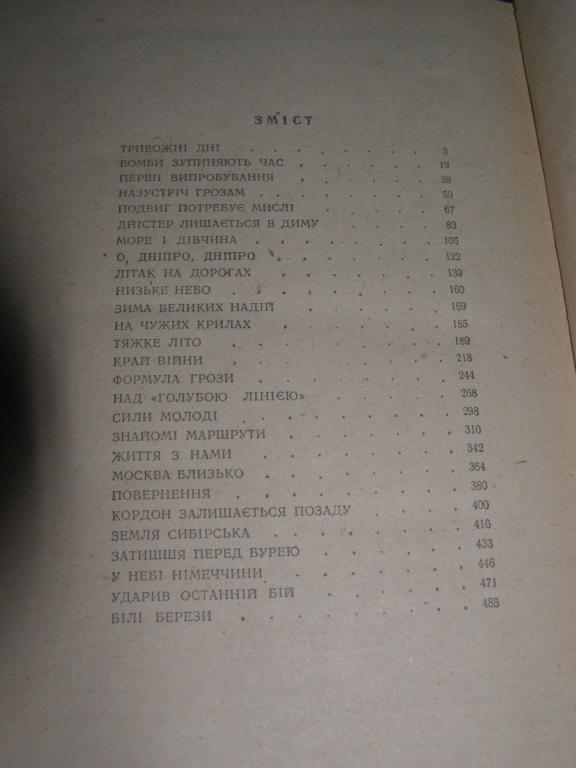 ЗМІСТ
ТРИВОЖНІ ДНІ . . . . . . . 3
БОМБИ ЗУПИНЯЮТЬ ЧАС . . . . . 19
ПЕРШІ ВИПРОБУВАННЯ . . . . . 38
НАЗУСТРІЧ ГРОЗАМ . . . . . . 50
ПОДВИГ ПОТРЕБУЄ МИСЛІ . . . . . 67
ДНІСТЕР ЛИШАЄТЬСЯ В ДИМУ . . . . 83
МОРЕ І ДІВЧИНА . . . . . . 105
О, ДНІПРО, ДНІПРО . . . . . . 122
ЛІТАК НА ДОРОГАХ . . . . . . 139
НИЗЬКЕ НЕБО . . . . . . . 160
ЗИМА ВЕЛИКИХ НАДІЙ . . . . . 169
НА ЧУЖИХ КРИЛАХ . . . . . . 185
ТЯЖКЕ ЛІТО . . . . . . . 189
КРАЙ ВІЙНИ . . . . . . . 218
ФОРМУЛА ГРОЗИ . . . . . . 244
НАД «ГОЛУБОЮ ЛІНІЄЮ» . . . . . 268
СИЛИ МОЛОДІ . . . . . . . 298
ЗНАЙОМІ МАРШРУТИ . . . . . . 310
ЖИТТЯ З НАМИ . . . . . . . 342
МОСКВА БЛИЗЬКО . . . . . . 364
ПОВЕРНЕННЯ . . . . . . . 380
КОРДОН ЗАЛИШАЄТЬСЯ ПОЗАДУ . . . . 400
ЗЕМЛЯ СИБІРСЬКА . . . . . . 416
ЗАТИШШЯ ПЕРЕД БУРЕЮ . . . . . 433
У НЕБІ НІМЕЧЧИНИ . . . . . . 446
УДАРИВ ОСТАННІЙ БІЙ . . . . . 471
БІЛІ БЕРЕЗИ . . . . . . . 483